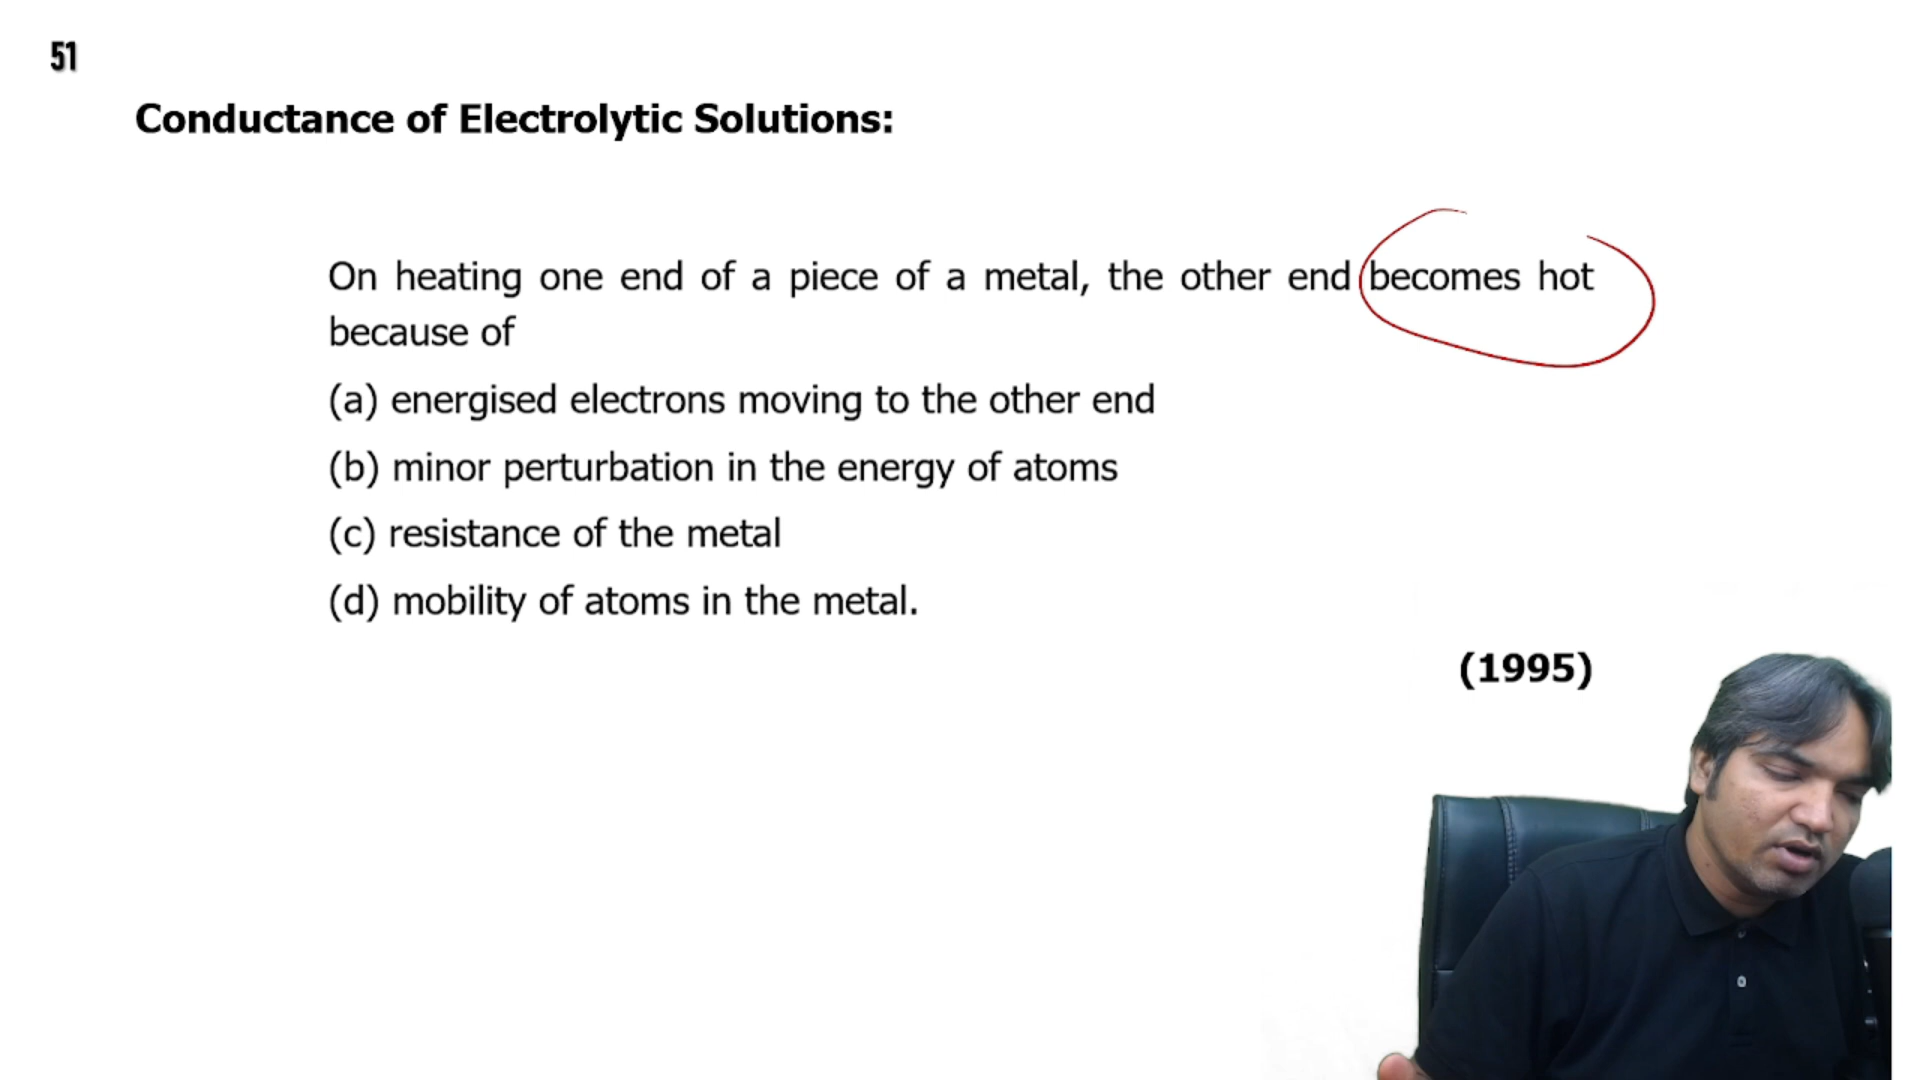 51
Conductance of Electrolytic Solutions:
On heating one end of a piece of a metal, the other end becomes hot
because of
(a) energised electrons moving to the other end
(b) minor perturbation in the energy of atoms
(c) resistance of the metal
(d) mobility of atoms in the metal.
(1995)